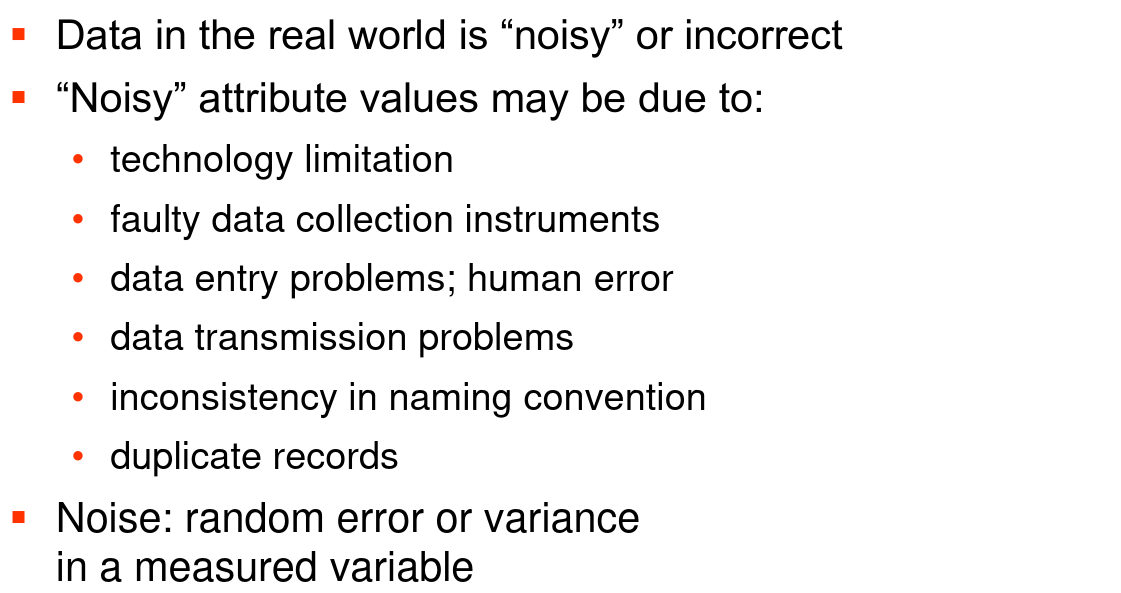 ▪ Data in the real world is “noisy” or incorrect
▪ “Noisy” attribute values may be due to:
• technology limitation
• faulty data collection instruments
• data entry problems; human error
• data transmission problems
• inconsistency in naming convention
• duplicate records
▪ Noise: random error or variance
in a measured variable